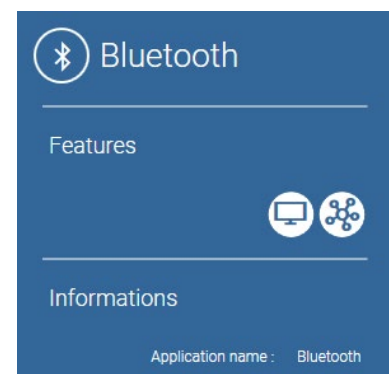 Bluetooth
Features
Informations
Application name : Bluetooth